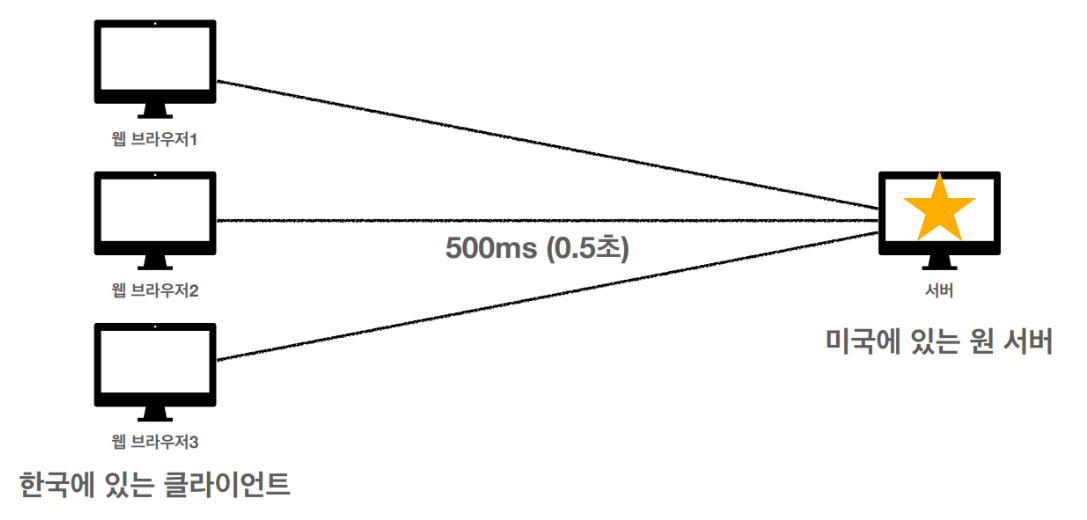 웹 브라우저1
웹 브라우저2
500ms (0.5초)
서버
미국에 있는 원 서버
웹 브라우저3
한국에 있는 클라이언트